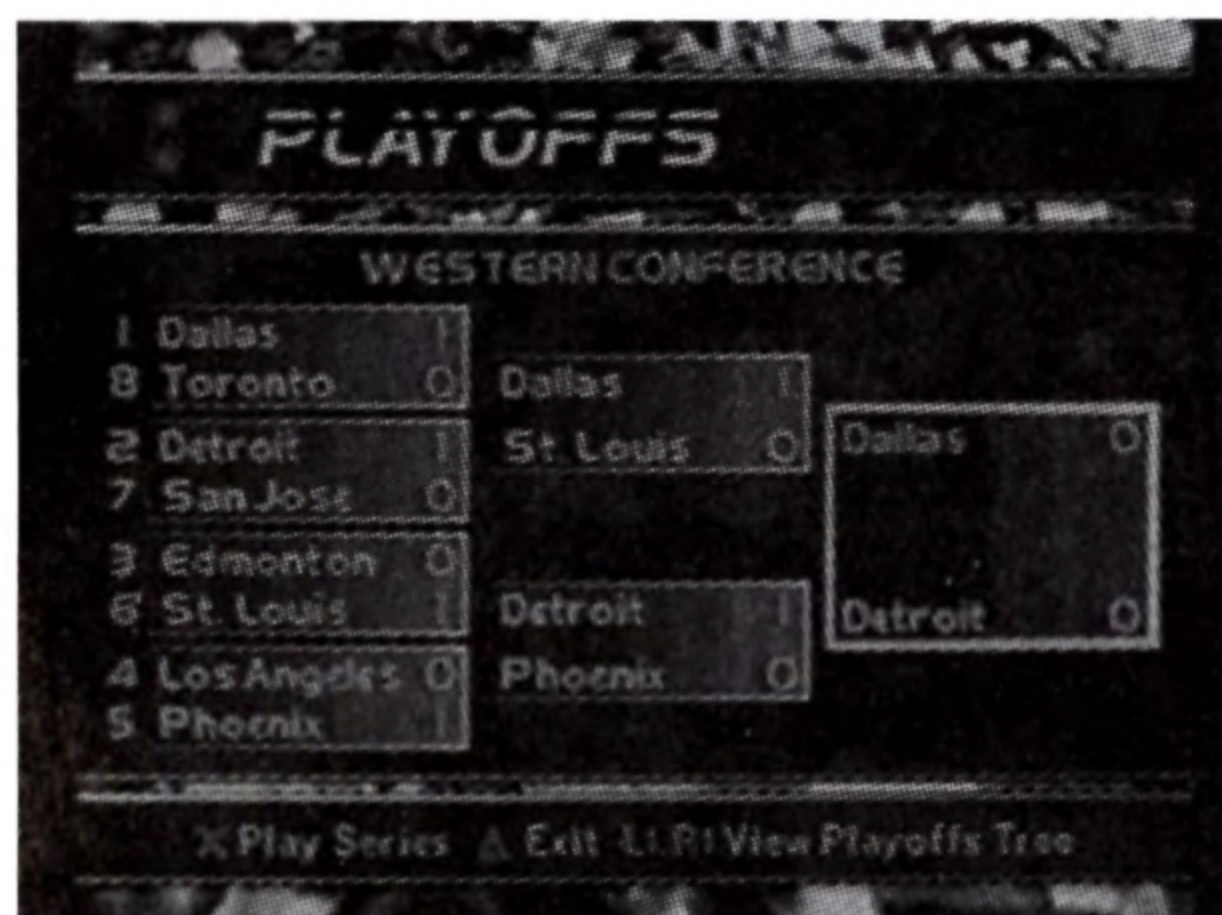 PLAYOFFS
WESTERN CONFERENCE
1 Dallas 1
8 Toronto 0
2 Detroit 1
7 San Jose 0
3 Edmonton 0
6 St. Louis 1
4 Los Angeles 0
5 Phoenix 1
Dallas 1
St. Louis 0
Detroit 1
Phoenix 0
Dallas 0
Detroit 0
X Play Series △ Exit L1,R1 View Playoffs Tree